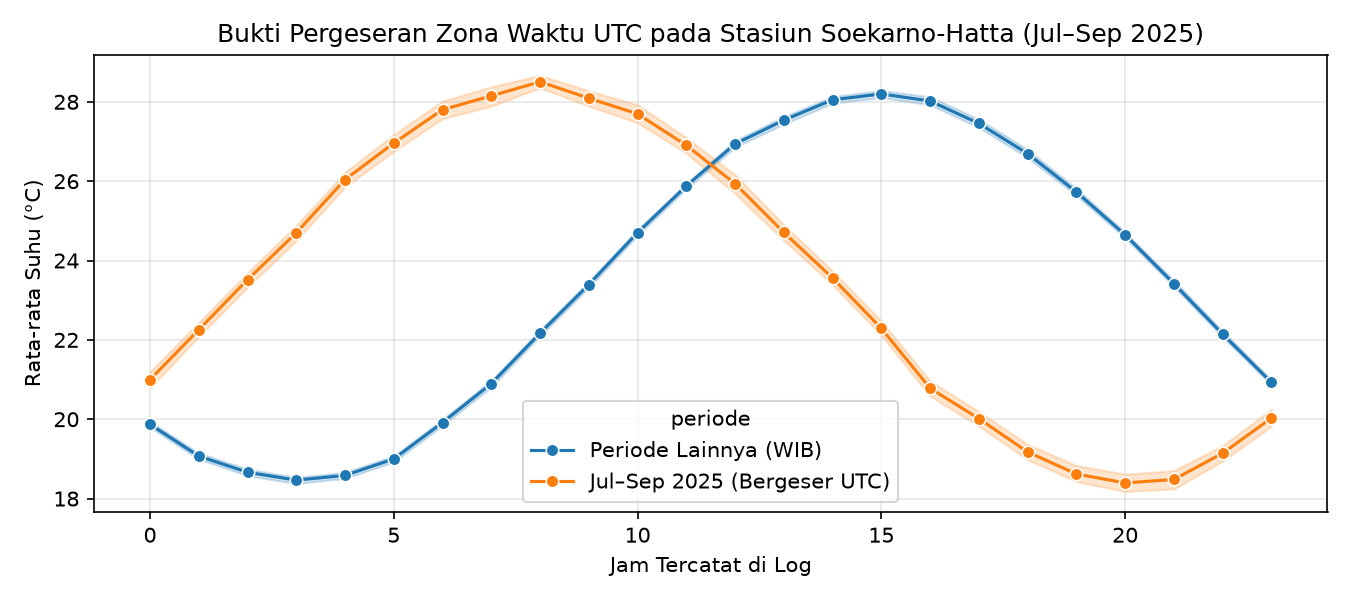 Bukti Pergeseran Zona Waktu UTC pada Stasiun Soekarno-Hatta (Jul–Sep 2025)
Rata-rata Suhu (°C)
28
26
24
22
20
18
periode
Periode Lainnya (WIB)
Jul–Sep 2025 (Bergeser UTC)
0 5 10 15 20
Jam Tercatat di Log